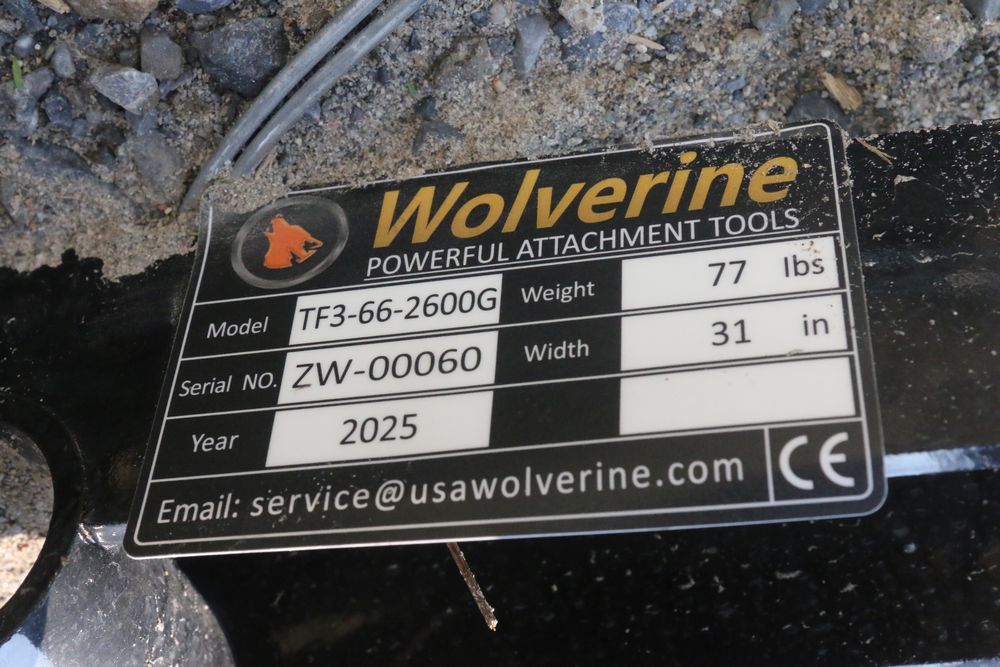 Wolverine
POWERFUL ATTACHMENT TOOLS
Model TF3-66-2600G Weight 77 lbs
Serial NO. ZW-00060 Width 31 in
Year 2025
Email: service@usawolverine.com CE